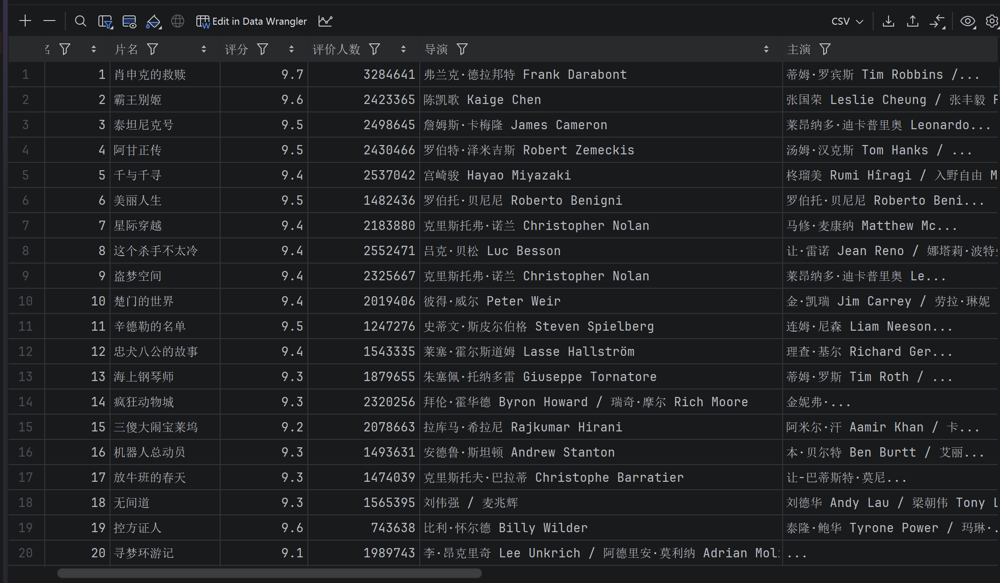 Edit in Data Wrangler CSV
片名 评分 评价人数 导演 主演
1 1 肖申克的救赎 9.7 3284641 弗兰克·德拉邦特 Frank Darabont 蒂姆·罗宾斯 Tim Robbins /...
2 2 霸王别姬 9.6 2423365 陈凯歌 Kaige Chen 张国荣 Leslie Cheung / 张丰毅 F
3 3 泰坦尼克号 9.5 2498645 詹姆斯·卡梅隆 James Cameron 莱昂纳多·迪卡普里奥 Leonardo...
4 4 阿甘正传 9.5 2430466 罗伯特·泽米吉斯 Robert Zemeckis 汤姆·汉克斯 Tom Hanks / ...
5 5 千与千寻 9.4 2537042 宫崎骏 Hayao Miyazaki 柊瑠美 Rumi Hîragi / 入野自由 M
6 6 美丽人生 9.5 1482436 罗伯托·贝尼尼 Roberto Benigni 罗伯托·贝尼尼 Roberto Beni...
7 7 星际穿越 9.4 2183880 克里斯托弗·诺兰 Christopher Nolan 马修·麦康纳 Matthew Mc...
8 8 这个杀手不太冷 9.4 2552471 吕克·贝松 Luc Besson 让·雷诺 Jean Reno / 娜塔莉·波特
9 9 盗梦空间 9.4 2325667 克里斯托弗·诺兰 Christopher Nolan 莱昂纳多·迪卡普里奥 Le...
10 10 楚门的世界 9.4 2019406 彼得·威尔 Peter Weir 金·凯瑞 Jim Carrey / 劳拉·琳妮
11 11 辛德勒的名单 9.5 1247276 史蒂文·斯皮尔伯格 Steven Spielberg 连姆·尼森 Liam Neeson...
12 12 忠犬八公的故事 9.4 1543335 莱塞·霍尔斯道姆 Lasse Hallström 理查·基尔 Richard Ger...
13 13 海上钢琴师 9.3 1879655 朱塞佩·托纳多雷 Giuseppe Tornatore 蒂姆·罗斯 Tim Roth / ...
14 14 疯狂动物城 9.3 2320256 拜伦·霍华德 Byron Howard / 瑞奇·摩尔 Rich Moore 金妮弗·...
15 15 三傻大闹宝莱坞 9.2 2078663 拉库马·希拉尼 Rajkumar Hirani 阿米尔·汗 Aamir Khan / 卡...
16 16 机器人总动员 9.3 1493631 安德鲁·斯坦顿 Andrew Stanton 本·贝尔特 Ben Burtt / 艾丽...
17 17 放牛班的春天 9.3 1474039 克里斯托夫·巴拉蒂 Christophe Barratier 让-巴蒂斯特·莫尼...
18 18 无间道 9.3 1565395 刘伟强 / 麦兆辉 刘德华 Andy Lau / 梁朝伟 Tony L
19 19 控方证人 9.6 743638 比利·怀尔德 Billy Wilder 泰隆·鲍华 Tyrone Power / 玛琳·.
20 20 寻梦环游记 9.1 1989743 李·昂克里奇 Lee Unkrich / 阿德里安·莫利纳 Adrian Mol ...